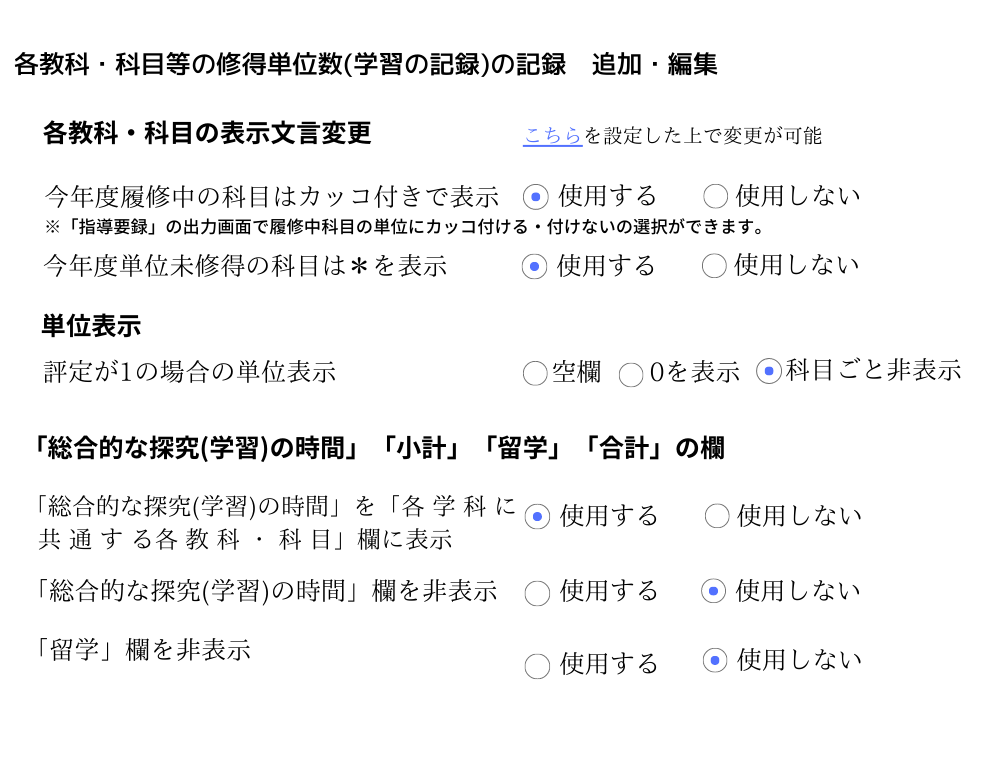 各教科・科目等の修得単位数(学習の記録)の記録　追加・編集
各教科・科目の表示文言変更 こちらを設定した上で変更が可能
今年度履修中の科目はカッコ付きで表示 使用する 使用しない
※「指導要録」の出力画面で履修中科目の単位にカッコ付ける・付けないの選択ができます。
今年度単位未修得の科目は＊を表示 使用する 使用しない
単位表示
評定が1の場合の単位表示 空欄 0を表示 科目ごと非表示
「総合的な探究(学習)の時間」「小計」「留学」「合計」の欄
「総合的な探究(学習)の時間」を「各 学 科 に 使用する 使用しない
共 通 す る各 教 科 ・ 科 目」欄に表示
「総合的な探究(学習)の時間」欄を非表示 使用する 使用しない
「留学」欄を非表示 使用する 使用しない